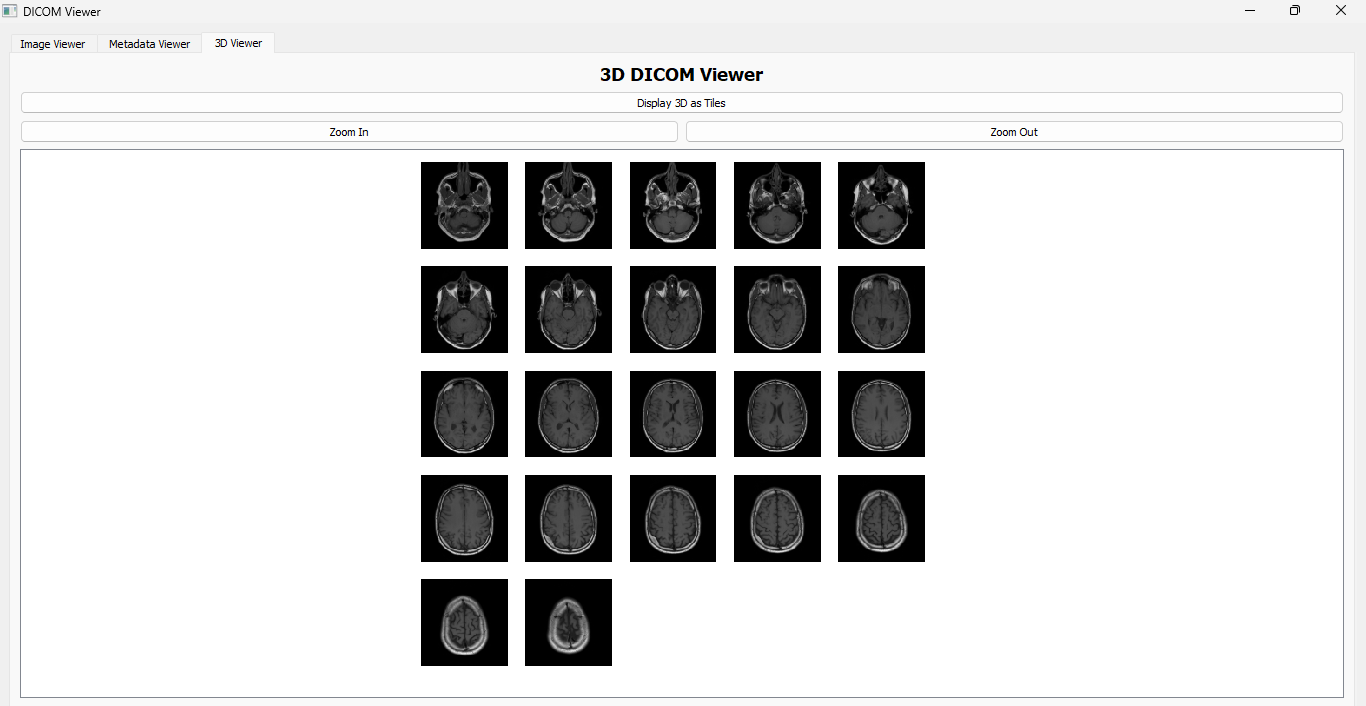 DICOM Viewer
Image Viewer
Metadata Viewer
3D Viewer
3D DICOM Viewer
Display 3D as Tiles
Zoom In
Zoom Out